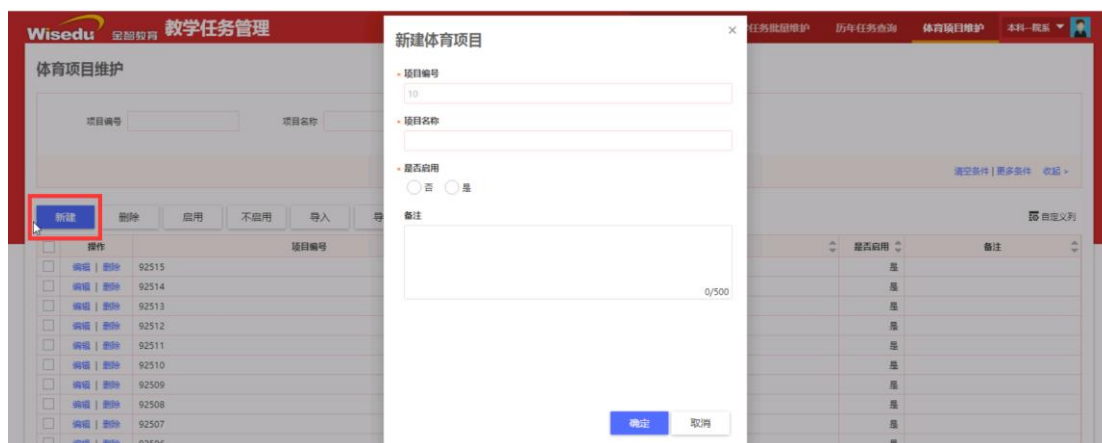 Wisedu 金智教育 教学任务管理
任务批量维护 历年任务查询 体育项目维护 本科--院系
体育项目维护
项目编号 项目名称
清空条件 | 更多条件 收起 >
新建 删除 启用 不启用 导入 导
自定义列
操作 项目编号 是否启用 备注
编辑 | 删除 92515 是
编辑 | 删除 92514 是
编辑 | 删除 92513 是
编辑 | 删除 92512 是
编辑 | 删除 92511 是
编辑 | 删除 92510 是
编辑 | 删除 92509 是
编辑 | 删除 92508 是
编辑 | 删除 92507 是
新建体育项目 ×
* 项目编号
10
* 项目名称
* 是否启用
否 是
备注
0/500
确定 取消